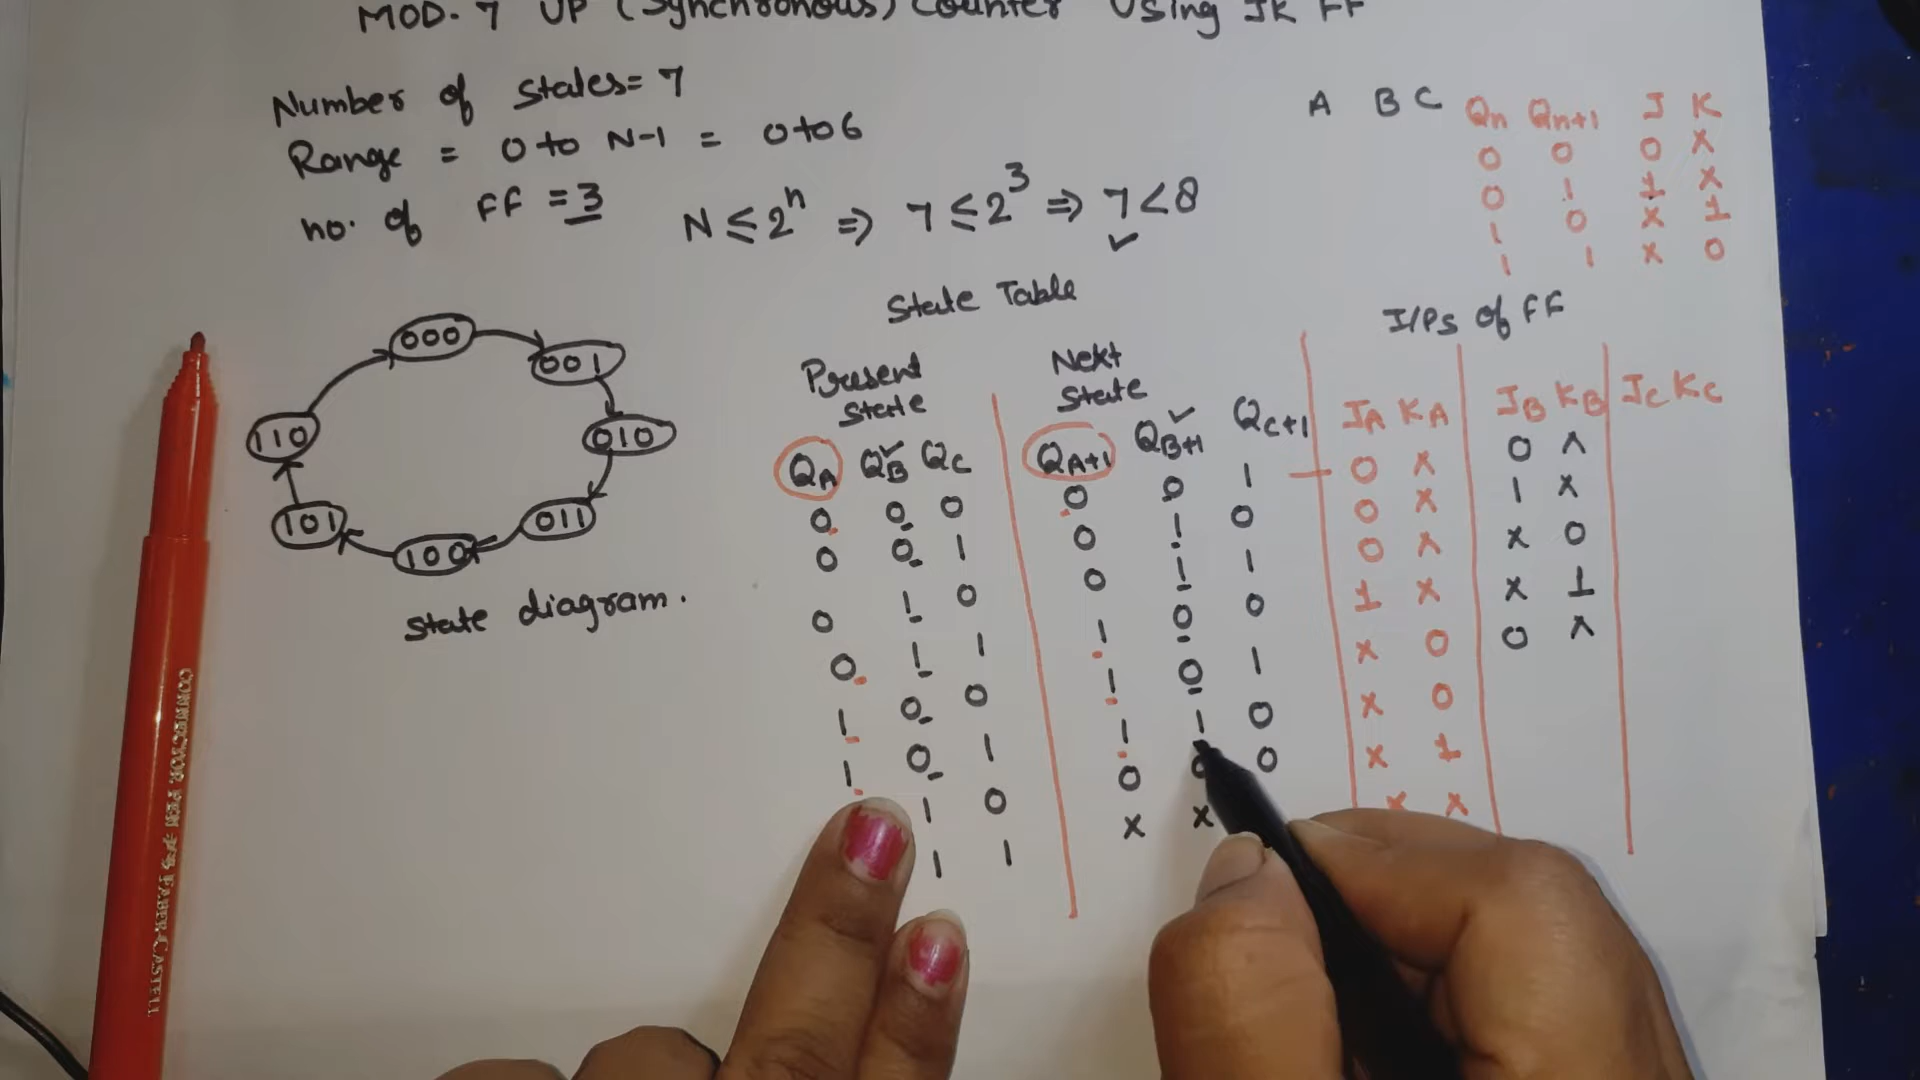 MOD. 7 UP (Synchronous) Counter Using JK FF
Number of states = 7
Range = 0 to N-1 = 0 to 6
no. of FF = 3 N ≤ 2^n ⇒ 7 ≤ 2^3 ⇒ 7 < 8 ✓
A B C
Qn Qn+1 J K
0 0 0 X
0 1 1 X
1 0 X 1
1 1 X 0
000
001
010
011
100
101
110
State diagram.
State Table
I/Ps of FF
Present State
Next State
QA QB QC QA+1 QB+1 QC+1 JA KA JB KB JC KC
0 0 0 0 0 1 0 X 0 X
0 0 1 0 1 0 0 X 1 X
0 1 0 0 1 1 0 X X 0
0 1 1 1 0 0 1 X X 1
1 0 0 1 0 1 X 0 0 X
1 0 1 1 1 0 X 0
1 0 0 0 0 X 1
1 1 X X X X
CONNECTOR PEN FABER-CASTELL